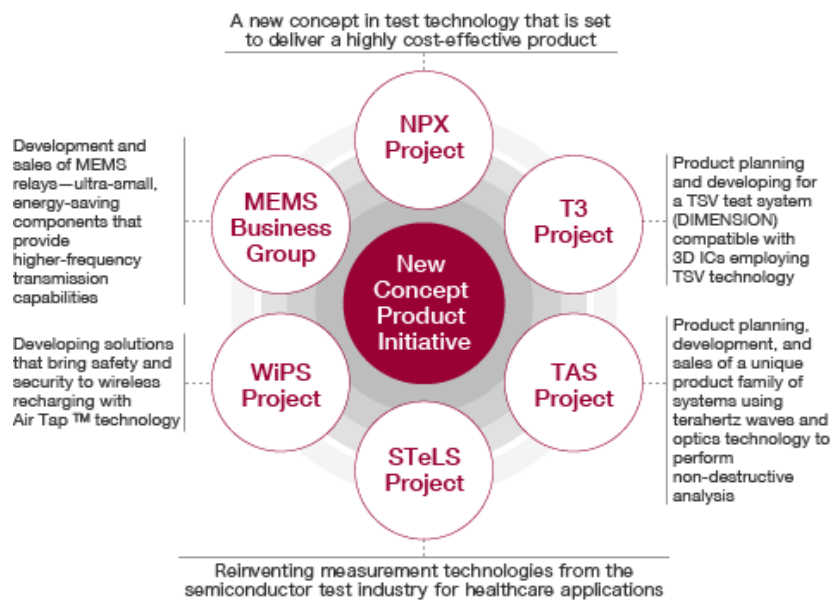 A new concept in test technology that is set
to deliver a highly cost-effective product
NPX
Project
Development and
sales of MEMS
relays—ultra-small,
energy-saving
components that
provide
higher-frequency
transmission
capabilities
MEMS
Business
Group
T3
Project
Product planning
and developing for
a TSV test system
(DIMENSION)
compatible with
3D ICs employing
TSV technology
New
Concept
Product
Initiative
Developing solutions
that bring safety and
security to wireless
recharging with
Air Tap ™ technology
WiPS
Project
TAS
Project
Product planning,
development, and
sales of a unique
product family of
systems using
terahertz waves and
optics technology to
perform
non-destructive
analysis
STeLS
Project
Reinventing measurement technologies from the
semiconductor test industry for healthcare applications